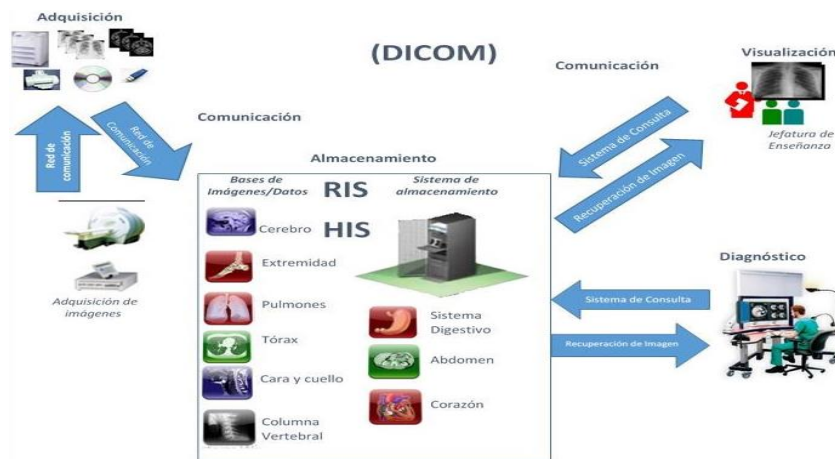 Adquisición
(DICOM)
Comunicación
Visualización
Red de
comunicación
Red de
Comunicación
Comunicación
Sistema de Consulta
Recuperación de Imagen
Jefatura de
Enseñanza
Almacenamiento
Bases de
Imágenes/Datos
RIS
HIS
Sistema de
almacenamiento
Cerebro
Extremidad
Pulmones
Tórax
Cara y cuello
Columna
Vertebral
Sistema
Digestivo
Abdomen
Corazón
Adquisición de
imágenes
Diagnóstico
Sistema de Consulta
Recuperación de Imagen